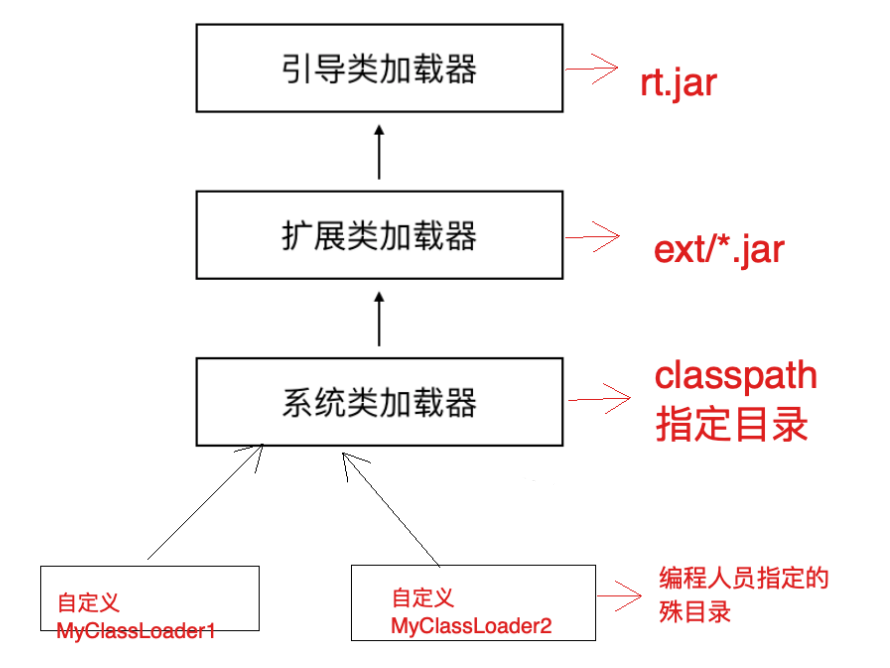 引导类加载器
rt.jar
扩展类加载器
ext/*.jar
系统类加载器
classpath
指定目录
自定义
MyClassLoader1
自定义
MyClassLoader2
编程人员指定的
殊目录